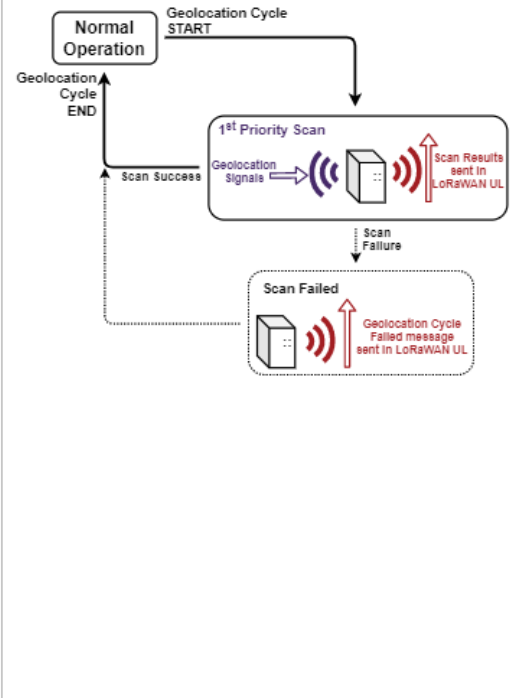 Normal
Operation
Geolocation Cycle
START
Geolocation
Cycle
END
1st Priority Scan
Geolocation
Signals
Scan Results
sent in
LoRaWAN UL
Scan Success
Scan
Failure
Scan Failed
Geolocation Cycle
Failed message
sent in LoRaWAN UL